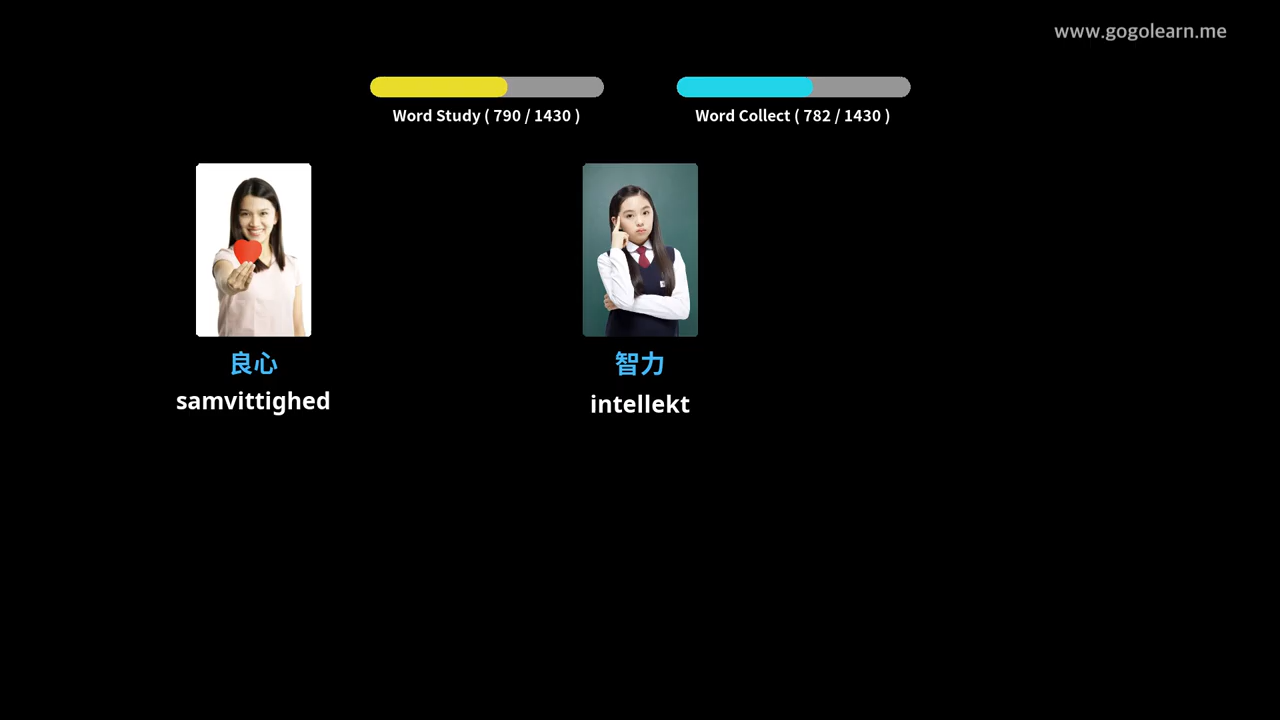 www.gogolearn.me
Word Study ( 790 / 1430 )
Word Collect ( 782 / 1430 )
良心
samvittighed
智力
intellekt